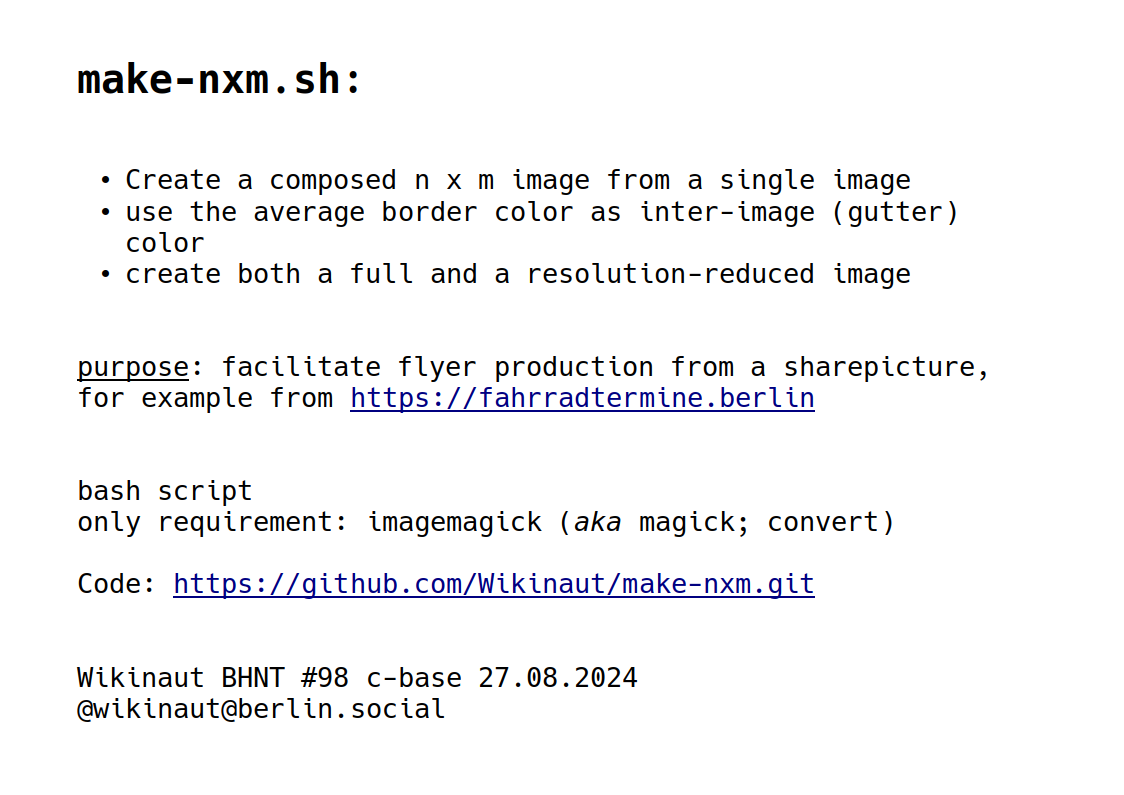 make-nxm.sh:
• Create a composed n x m image from a single image
• use the average border color as inter-image (gutter)
color
• create both a full and a resolution-reduced image
purpose: facilitate flyer production from a sharepicture,
for example from https://fahrradtermine.berlin
bash script
only requirement: imagemagick (aka magick; convert)
Code: https://github.com/Wikinaut/make-nxm.git
Wikinaut BHNT #98 c-base 27.08.2024
@wikinaut@berlin.social